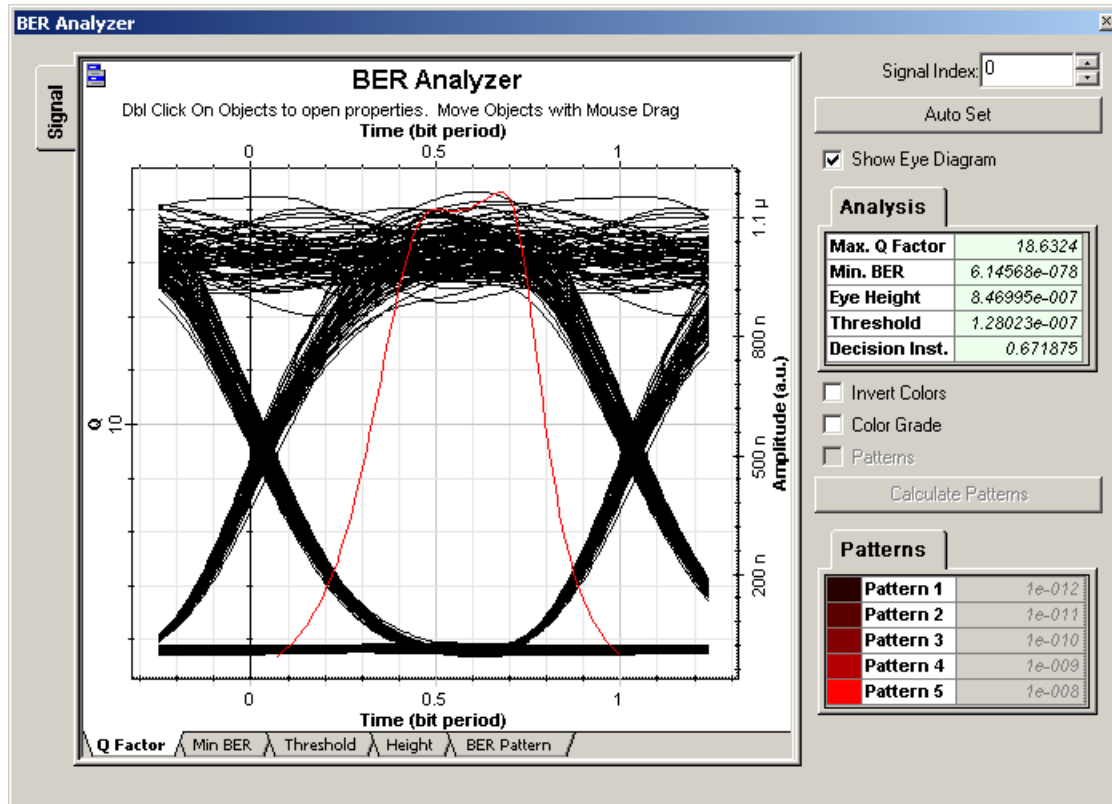 BER Analyzer
Signal
BER Analyzer
Dbl Click On Objects to open properties. Move Objects with Mouse Drag
Time (bit period)
0 0.5 1
Q
10
1.1 µ
800 n
500 n
200 n
Amplitude (a.u.)
0 0.5 1
Time (bit period)
Q Factor Min BER Threshold Height BER Pattern
Signal Index: 0
Auto Set
Show Eye Diagram
Analysis
Max. Q Factor 18.6324
Min. BER 6.14568e-078
Eye Height 8.46995e-007
Threshold 1.28023e-007
Decision Inst. 0.671875
Invert Colors
Color Grade
Patterns
Calculate Patterns
Patterns
Pattern 1 1e-012
Pattern 2 1e-011
Pattern 3 1e-010
Pattern 4 1e-009
Pattern 5 1e-008